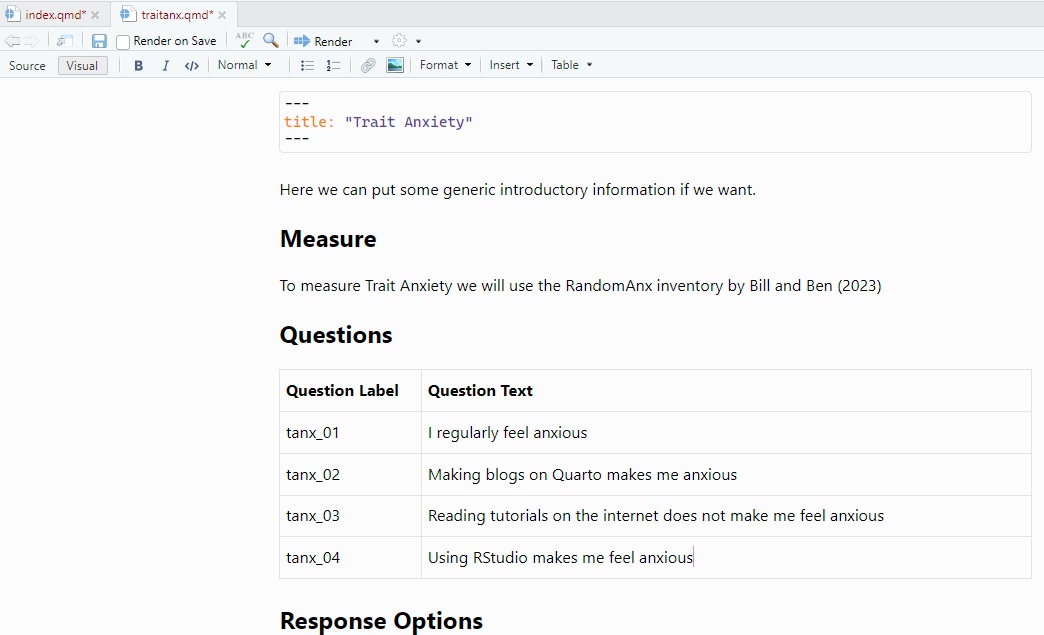 index.qmd* traitanx.qmd*
Render on Save ABC Render
Source Visual B I </> Normal Format Insert Table
---
title: "Trait Anxiety"
---
Here we can put some generic introductory information if we want.
Measure
To measure Trait Anxiety we will use the RandomAnx inventory by Bill and Ben (2023)
Questions
Question Label Question Text
tanx_01 I regularly feel anxious
tanx_02 Making blogs on Quarto makes me anxious
tanx_03 Reading tutorials on the internet does not make me feel anxious
tanx_04 Using RStudio makes me feel anxious
Response Options